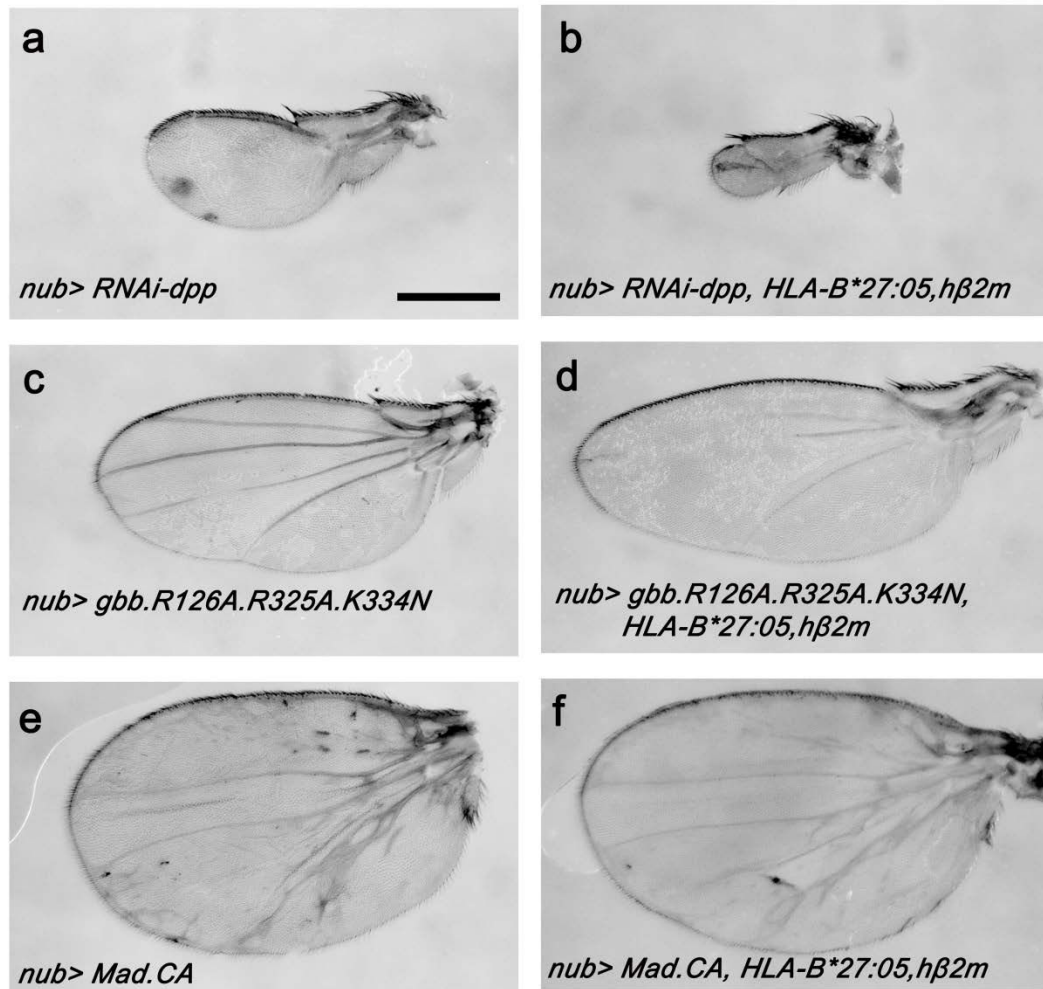 a
nub> RNAi-dpp
b
nub> RNAi-dpp, HLA-B*27:05,hβ2m
c
nub> gbb.R126A.R325A.K334N
d
nub> gbb.R126A.R325A.K334N,
HLA-B*27:05,hβ2m
e
nub> Mad.CA
f
nub> Mad.CA, HLA-B*27:05,hβ2m